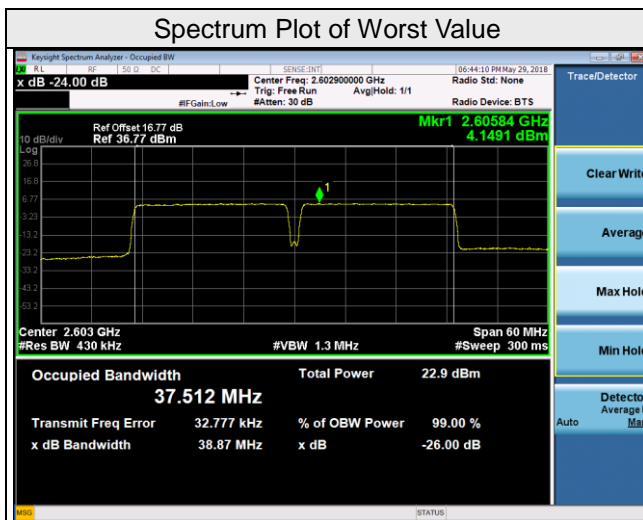 Spectrum Plot of Worst Value
Keysight Spectrum Analyzer - Occupied BW
RL RF 50 Ω DC SENSE:INT 06:44:10 PM May 29, 2018
x dB -24.00 dB Center Freq: 2.602900000 GHz Radio Std: None
Trig: Free Run Avg|Hold: 1/1
#IFGain:Low #Atten: 30 dB Radio Device: BTS
Trace/Detector
Ref Offset 16.77 dB Mkr1 2.60584 GHz
10 dB/div Ref 36.77 dBm 4.1491 dBm
Log
26.8
16.8
6.77
-3.23
-13.2
-23.2
-33.2
-43.2
-53.2
1
Center 2.603 GHz Span 60 MHz
#Res BW 430 kHz #VBW 1.3 MHz #Sweep 300 ms
Occupied Bandwidth Total Power 22.9 dBm
37.512 MHz
Transmit Freq Error 32.777 kHz % of OBW Power 99.00 %
x dB Bandwidth 38.87 MHz x dB -26.00 dB
Clear Write
Average
Max Hold
Min Hold
Detector
Average
Auto
MSG STATUS